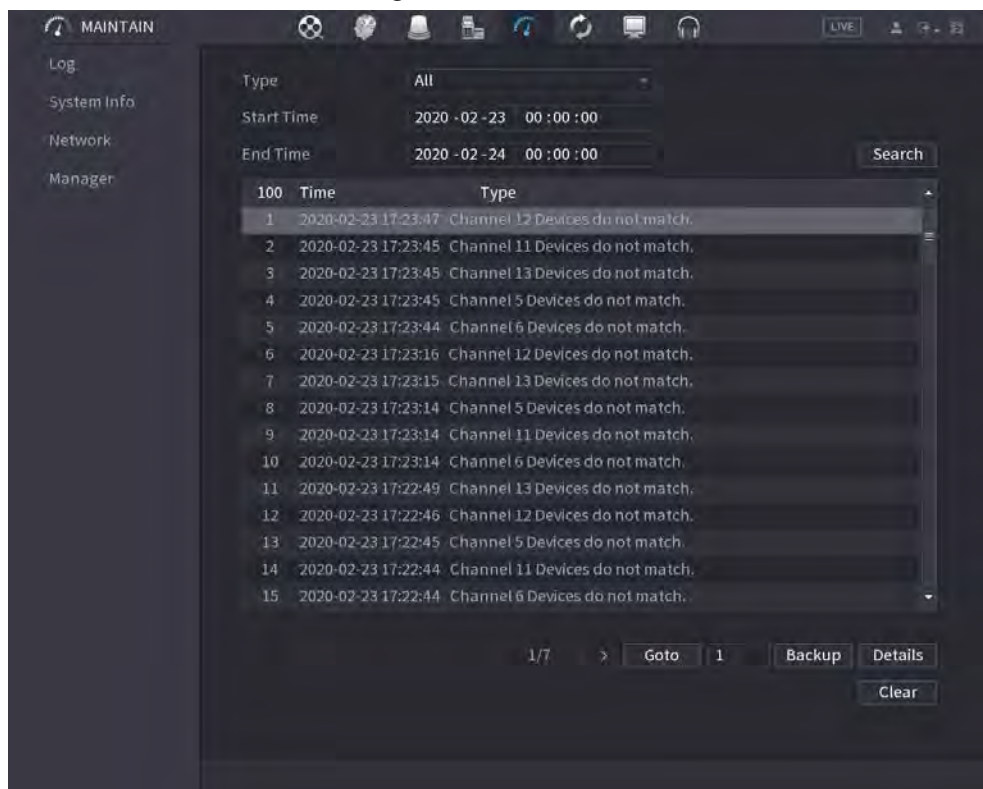 MAINTAIN
LIVE
Log
System Info
Network
Manager
Type All
Start Time 2020 -02 -23 00 :00 :00
End Time 2020 -02 -24 00 :00 :00
Search
100 Time Type
1 2020-02-23 17:23:47 Channel 12 Devices do not match.
2 2020-02-23 17:23:45 Channel 11 Devices do not match.
3 2020-02-23 17:23:45 Channel 13 Devices do not match.
4 2020-02-23 17:23:45 Channel 5 Devices do not match.
5 2020-02-23 17:23:44 Channel 6 Devices do not match.
6 2020-02-23 17:23:16 Channel 12 Devices do not match.
7 2020-02-23 17:23:15 Channel 13 Devices do not match.
8 2020-02-23 17:23:14 Channel 5 Devices do not match.
9 2020-02-23 17:23:14 Channel 11 Devices do not match.
10 2020-02-23 17:23:14 Channel 6 Devices do not match.
11 2020-02-23 17:22:49 Channel 13 Devices do not match.
12 2020-02-23 17:22:46 Channel 12 Devices do not match.
13 2020-02-23 17:22:45 Channel 5 Devices do not match.
14 2020-02-23 17:22:44 Channel 11 Devices do not match.
15 2020-02-23 17:22:44 Channel 6 Devices do not match.
1/7 > Goto 1 Backup Details
Clear